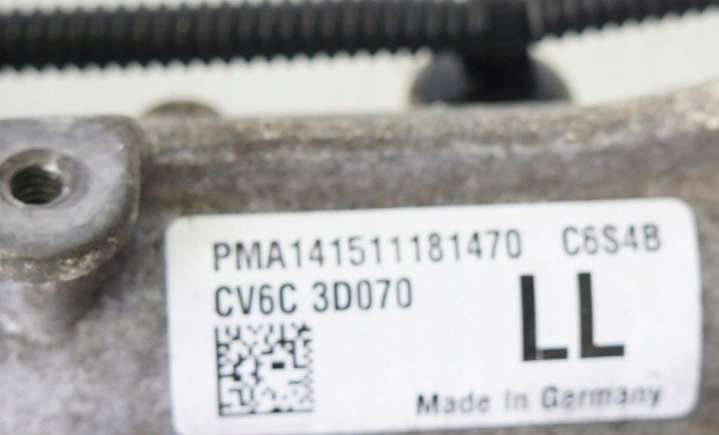 PMA141511181470 C6S4B
CV6C 3D070
LL
Made In Germany